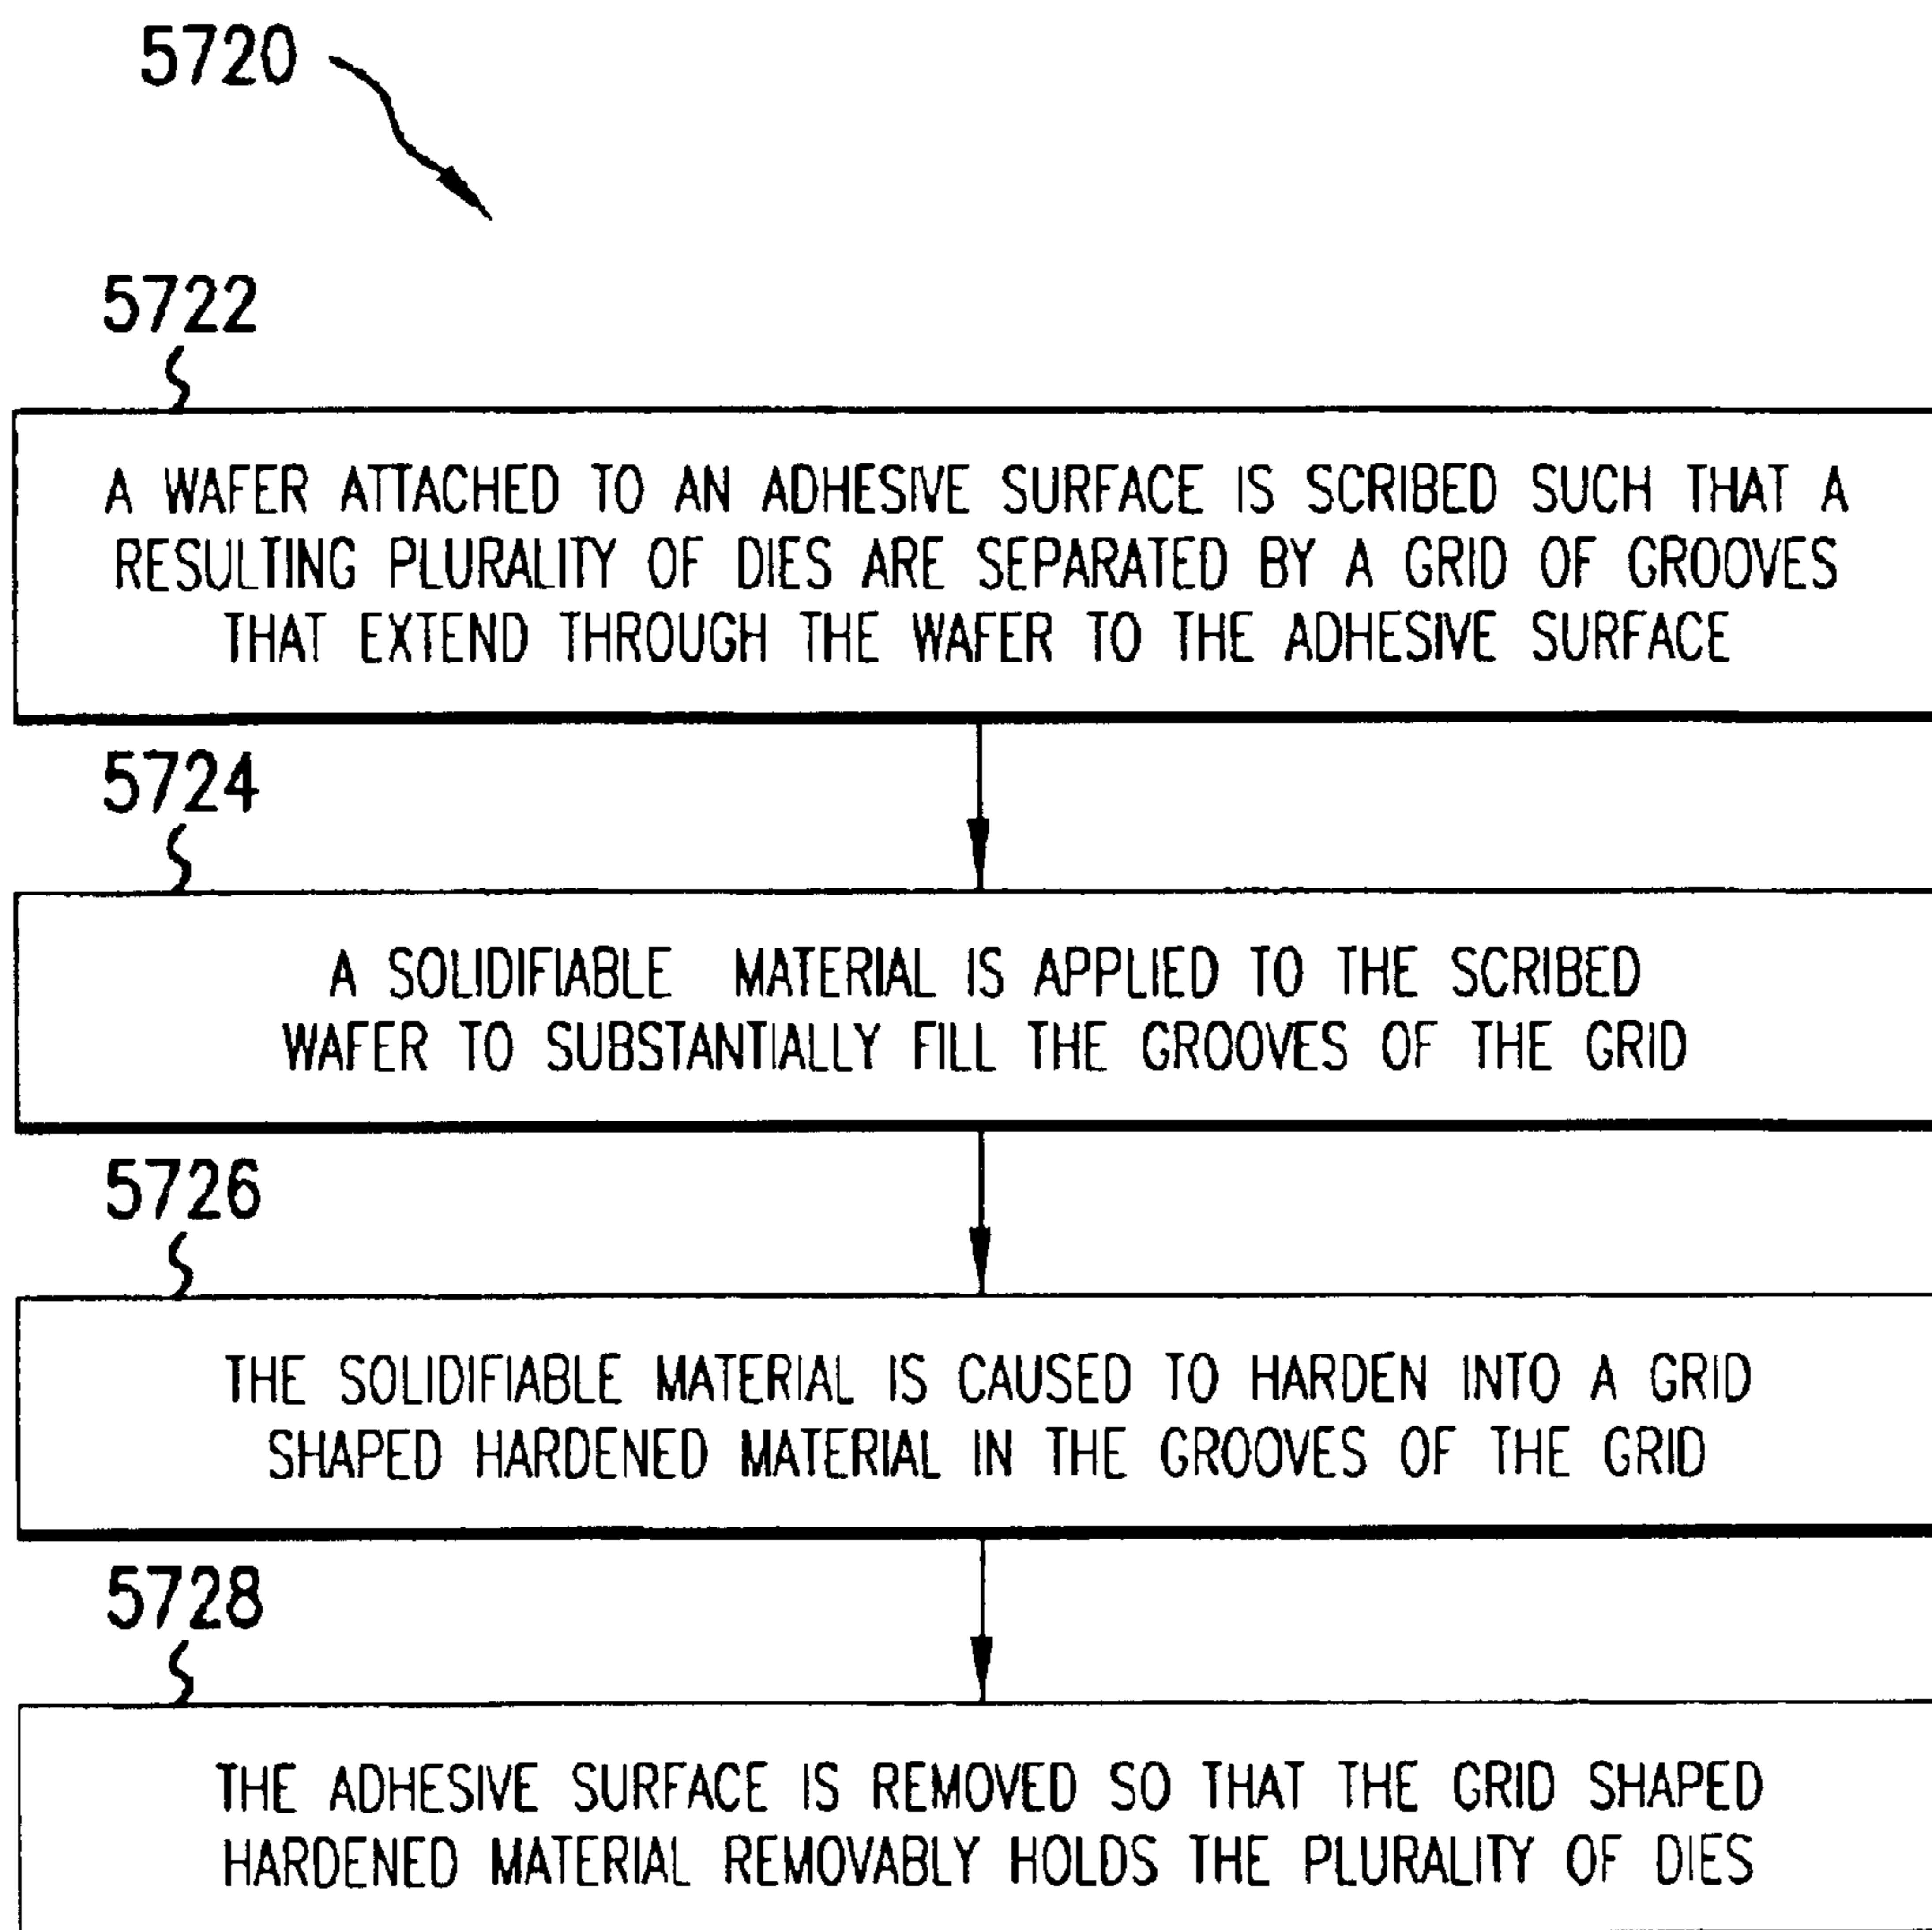 5720
5722
A WAFER ATTACHED TO AN ADHESIVE SURFACE IS SCRIBED SUCH THAT A
RESULTING PLURALITY OF DIES ARE SEPARATED BY A GRID OF GROOVES
THAT EXTEND THROUGH THE WAFER TO THE ADHESIVE SURFACE
5724
A SOLIDIFIABLE MATERIAL IS APPLIED TO THE SCRIBED
WAFER TO SUBSTANTIALLY FILL THE GROOVES OF THE GRID
5726
THE SOLIDIFIABLE MATERIAL IS CAUSED TO HARDEN INTO A GRID
SHAPED HARDENED MATERIAL IN THE GROOVES OF THE GRID
5728
THE ADHESIVE SURFACE IS REMOVED SO THAT THE GRID SHAPED
HARDENED MATERIAL REMOVABLY HOLDS THE PLURALITY OF DIES